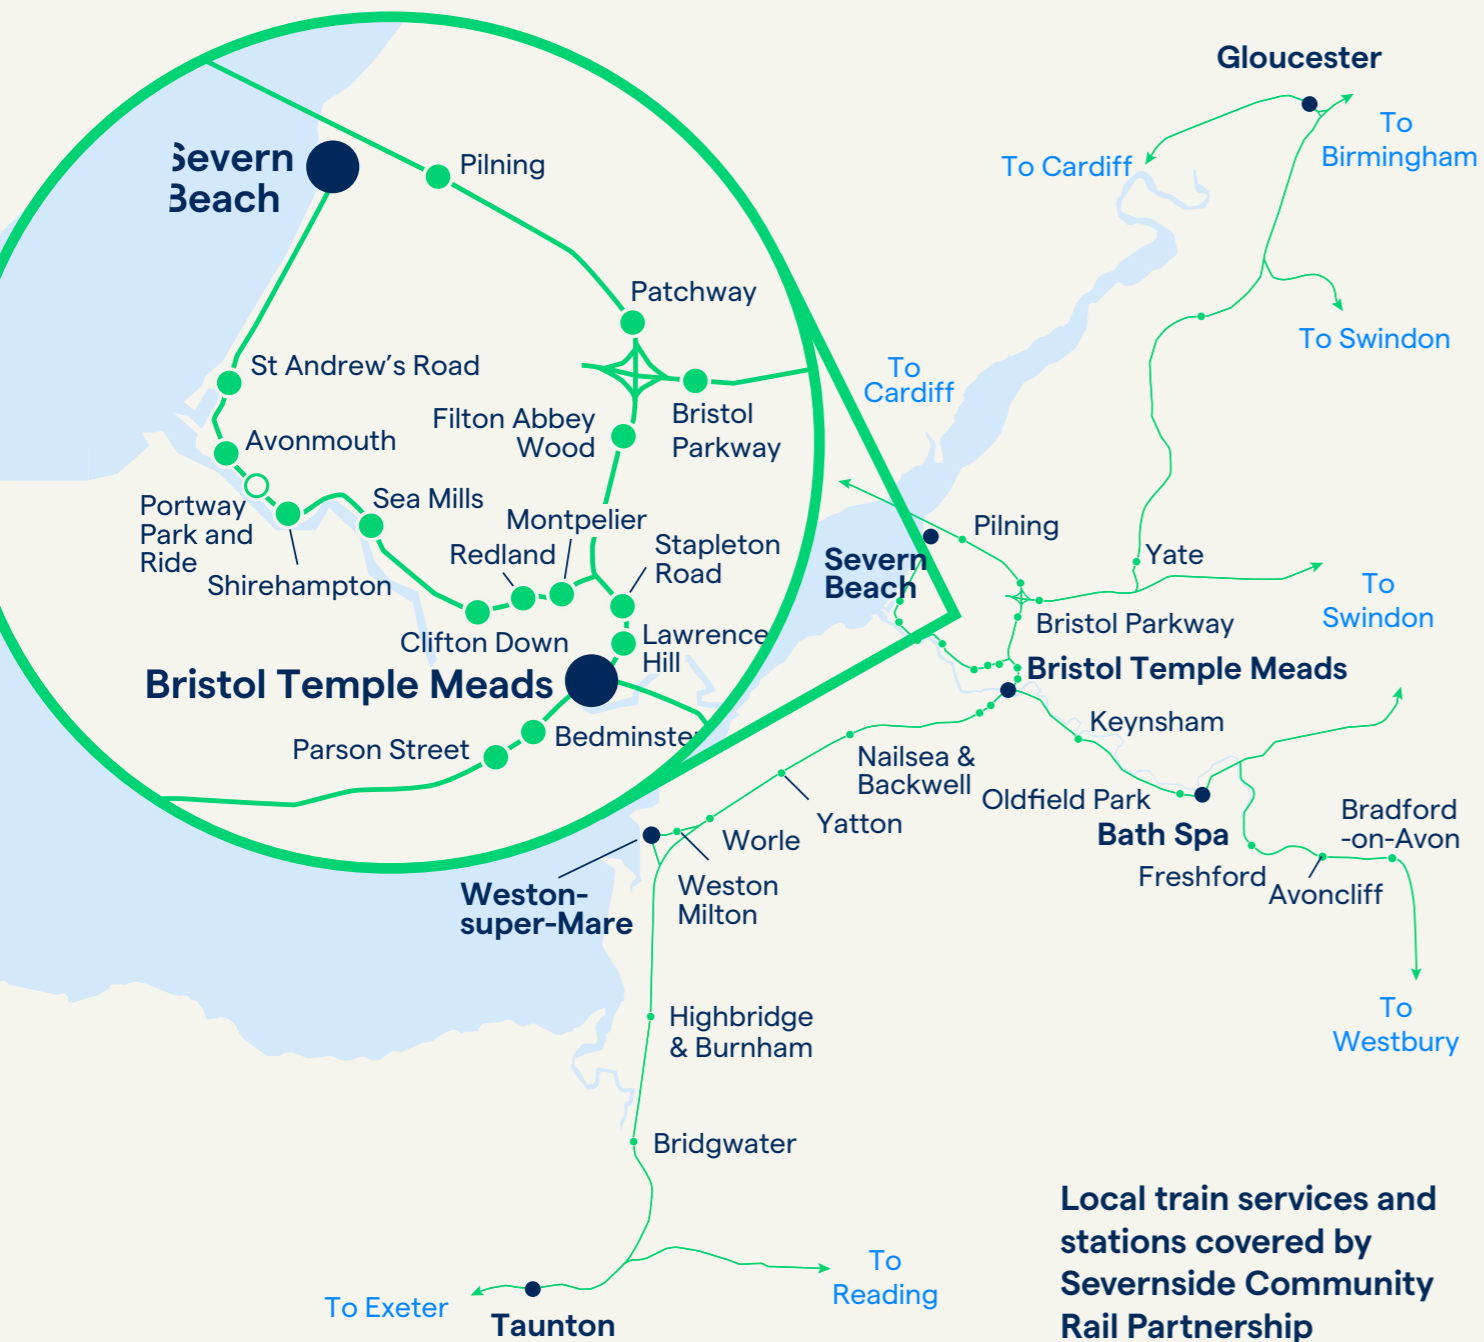 Gloucester
To
Birmingham
To Cardiff
To Swindon
To
Cardiff
Severn
Beach
Pilning
Patchway
St Andrew’s Road
Filton Abbey
Wood
Bristol
Parkway
Avonmouth
Portway
Park and
Ride
Sea Mills
Shirehampton
Montpelier
Redland
Stapleton
Road
Clifton Down
Lawrence
Hill
Bristol Temple Meads
Bedminster
Parson Street
Pilning
Severn
Beach
Yate
To
Swindon
Bristol Parkway
Bristol Temple Meads
Keynsham
Nailsea &
Backwell
Oldfield Park
Bath Spa
Bradford
-on-Avon
Freshford
Avoncliff
Yatton
Worle
Weston
Milton
Weston-
super-Mare
To
Westbury
Highbridge
& Burnham
Bridgwater
To
Reading
To Exeter
Taunton
Local train services and
stations covered by
Severnside Community
Rail Partnership